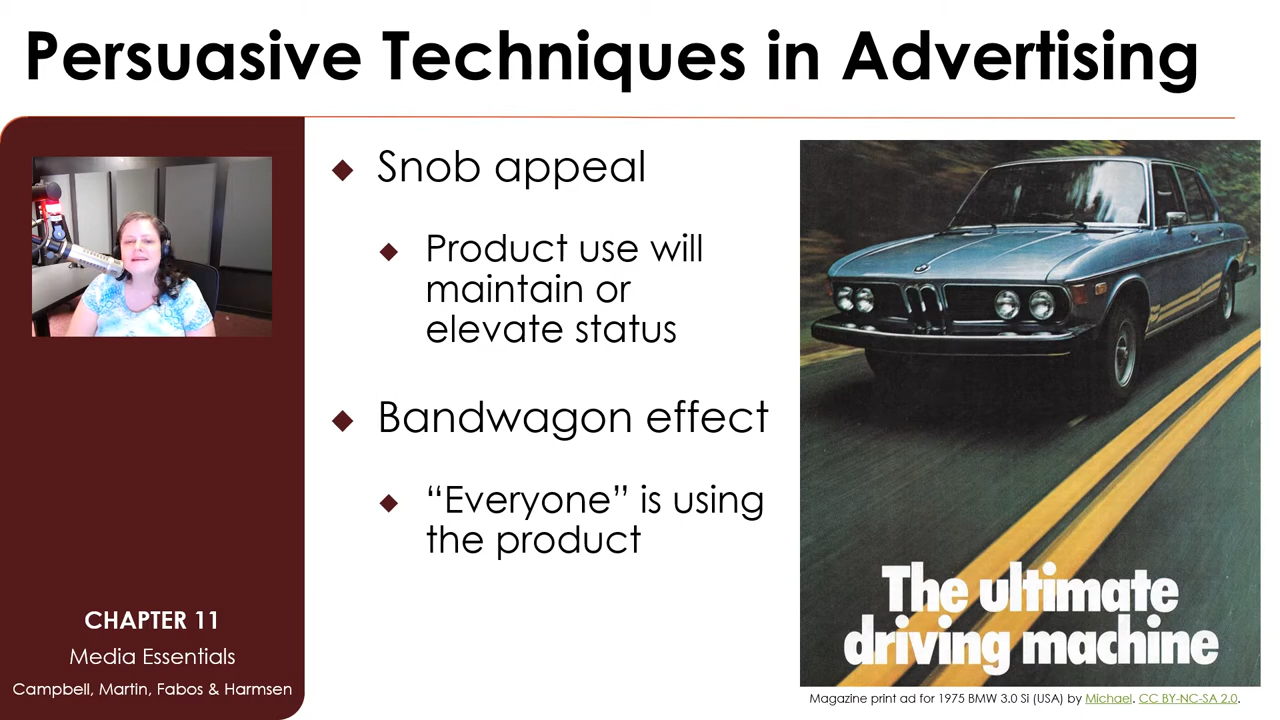 Persuasive Techniques in Advertising
Snob appeal
Product use will
maintain or
elevate status
Bandwagon effect
“Everyone” is using
the product
CHAPTER 11
Media Essentials
Campbell, Martin, Fabos & Harmsen
The ultimate
driving machine
Magazine print ad for 1975 BMW 3.0 Si (USA) by Michael. CC BY-NC-SA 2.0.